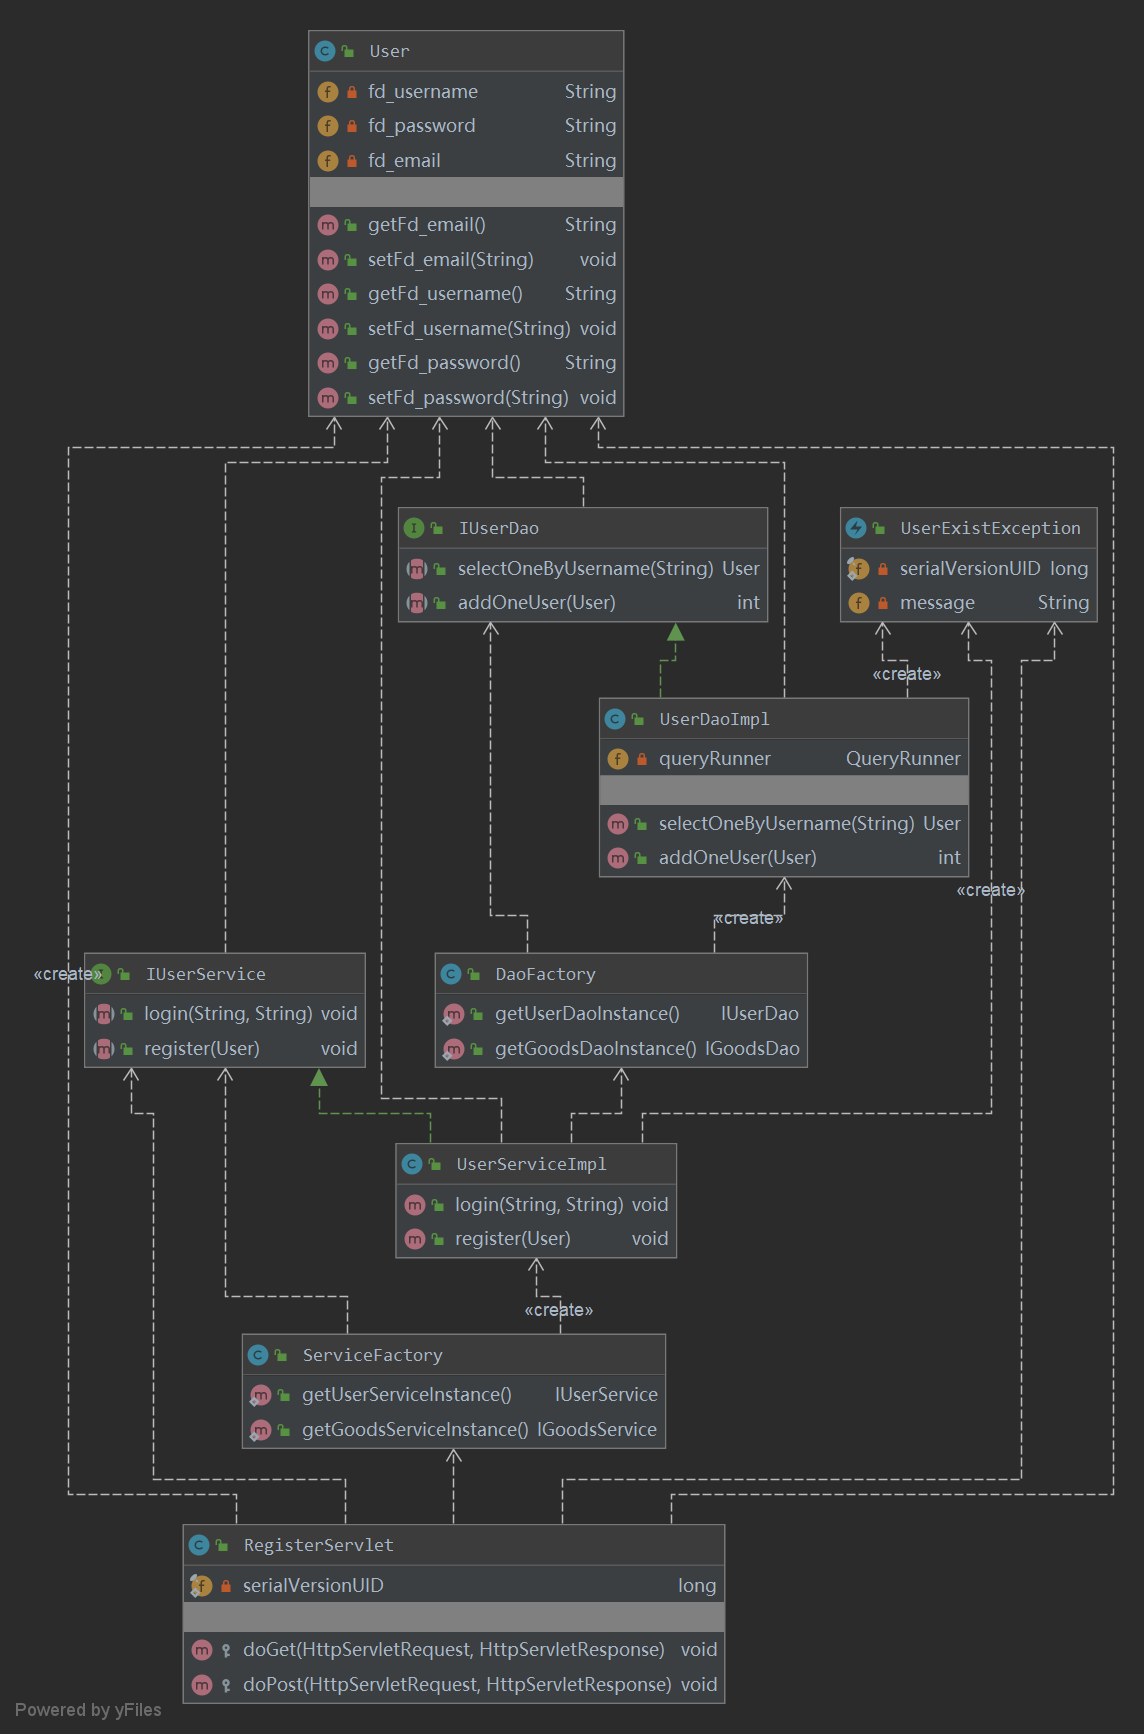 User
fd_username String
fd_password String
fd_email String
getFd_email() String
setFd_email(String) void
getFd_username() String
setFd_username(String) void
getFd_password() String
setFd_password(String) void
IUserDao
selectOneByUsername(String) User
addOneUser(User) int
UserExistException
serialVersionUID long
message String
«create»
UserDaoImpl
queryRunner QueryRunner
selectOneByUsername(String) User
addOneUser(User) int
«create»
«create»
«create»
IUserService
login(String, String) void
register(User) void
DaoFactory
getUserDaoInstance() IUserDao
getGoodsDaoInstance() IGoodsDao
UserServiceImpl
login(String, String) void
register(User) void
«create»
ServiceFactory
getUserServiceInstance() IUserService
getGoodsServiceInstance() IGoodsService
RegisterServlet
serialVersionUID long
doGet(HttpServletRequest, HttpServletResponse) void
doPost(HttpServletRequest, HttpServletResponse) void
Powered by yFiles